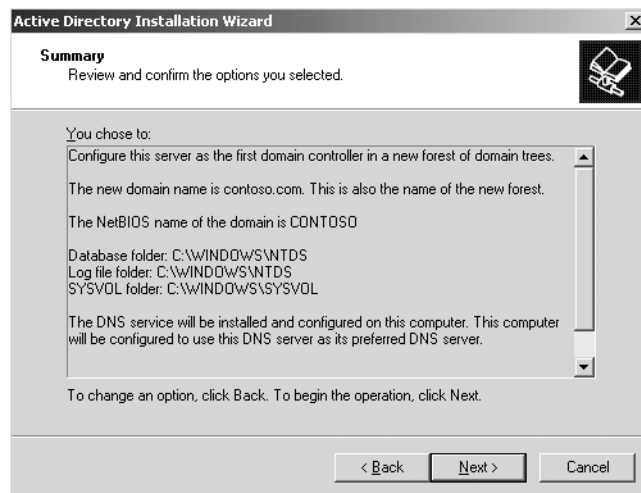 Active Directory Installation Wizard
Summary
Review and confirm the options you selected.
You chose to:
Configure this server as the first domain controller in a new forest of domain trees.
The new domain name is contoso.com. This is also the name of the new forest.
The NetBIOS name of the domain is CONTOSO
Database folder: C:\WINDOWS\NTDS
Log file folder: C:\WINDOWS\NTDS
SYSVOL folder: C:\WINDOWS\SYSVOL
The DNS service will be installed and configured on this computer. This computer
will be configured to use this DNS server as its preferred DNS server.
To change an option, click Back. To begin the operation, click Next.
< Back
Next >
Cancel